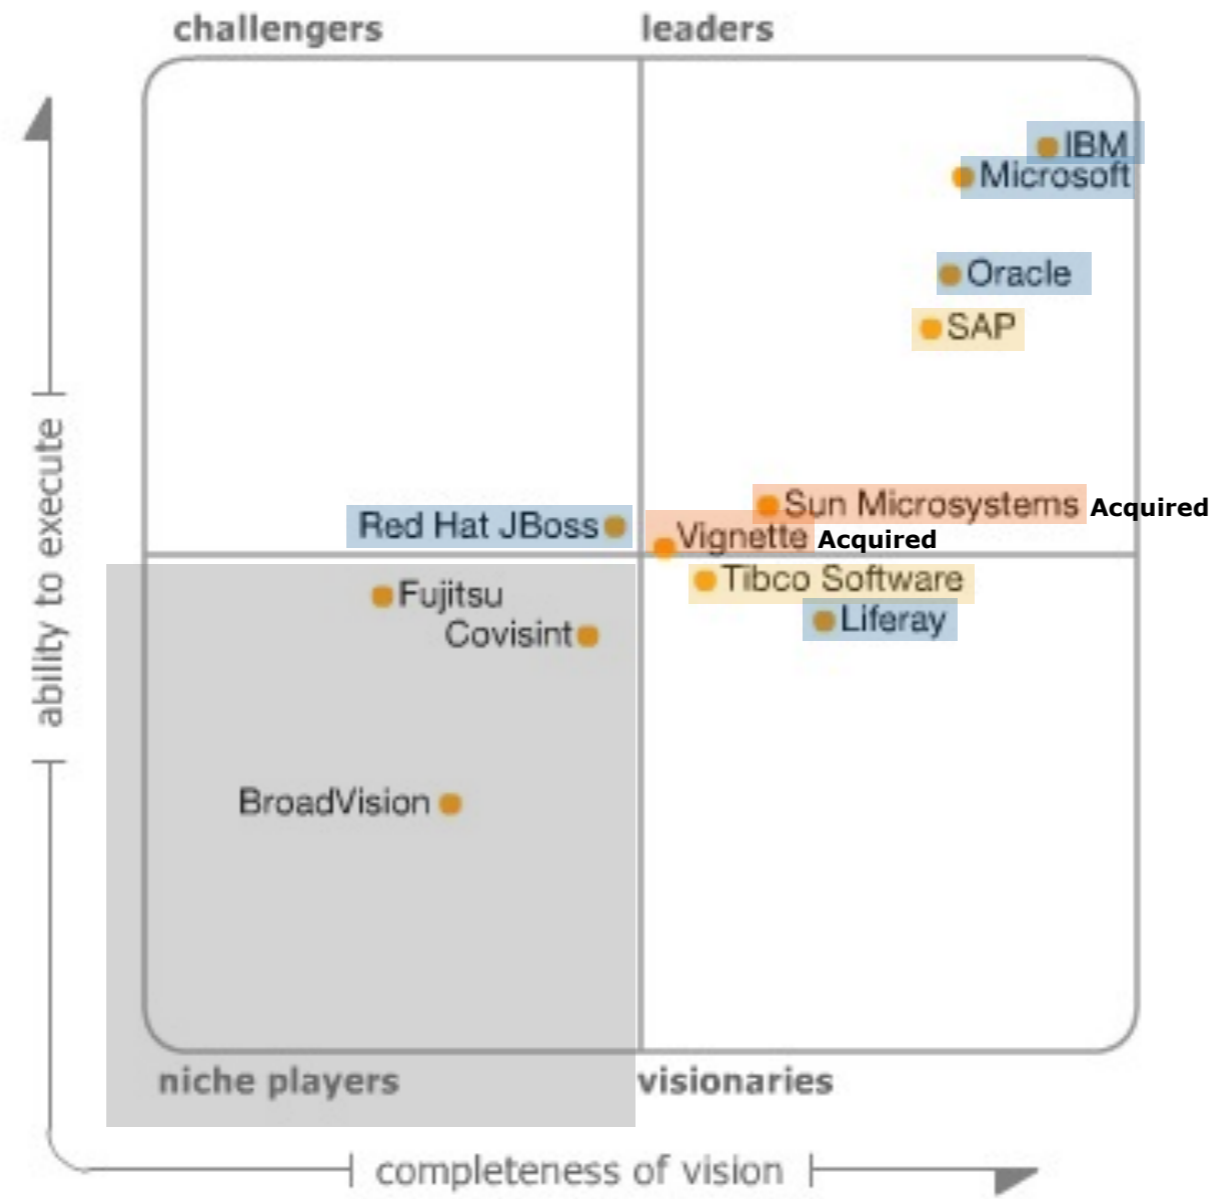 challengers
leaders
IBM
Microsoft
Oracle
SAP
Sun Microsystems Acquired
Red Hat JBoss
Vignette Acquired
Tibco Software
Fujitsu
Liferay
Covisint
BroadVision
niche players
visionaries
ability to execute
completeness of vision